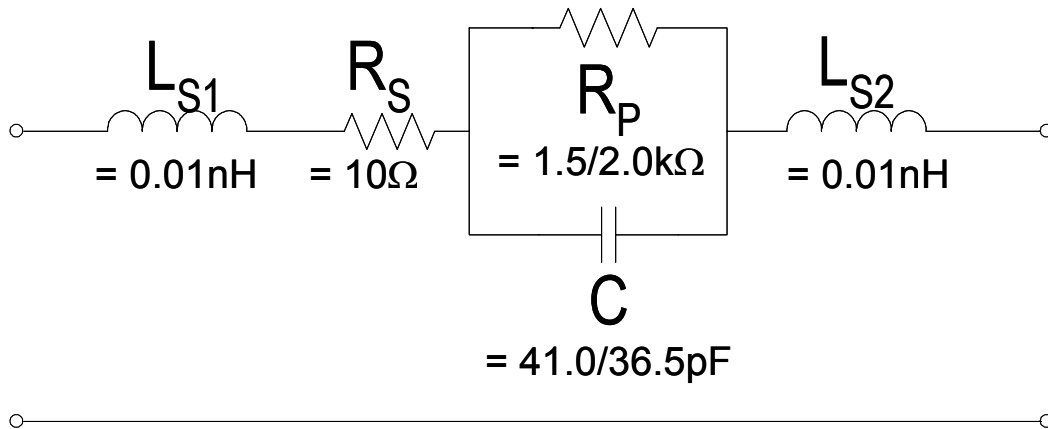 L_S1
= 0.01nH
R_S
= 10Ω
R_P
= 1.5/2.0kΩ
L_S2
= 0.01nH
C
= 41.0/36.5pF